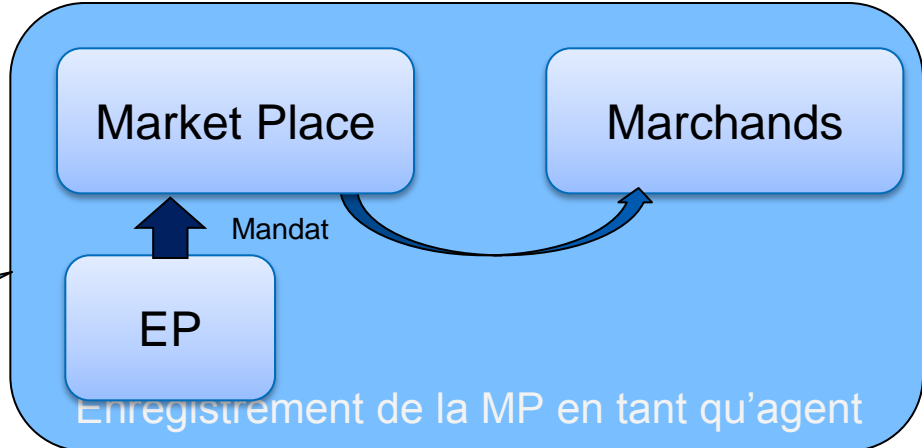 Market Place
Marchands
Mandat
EP
Enregistrement de la MP en tant qu’agent